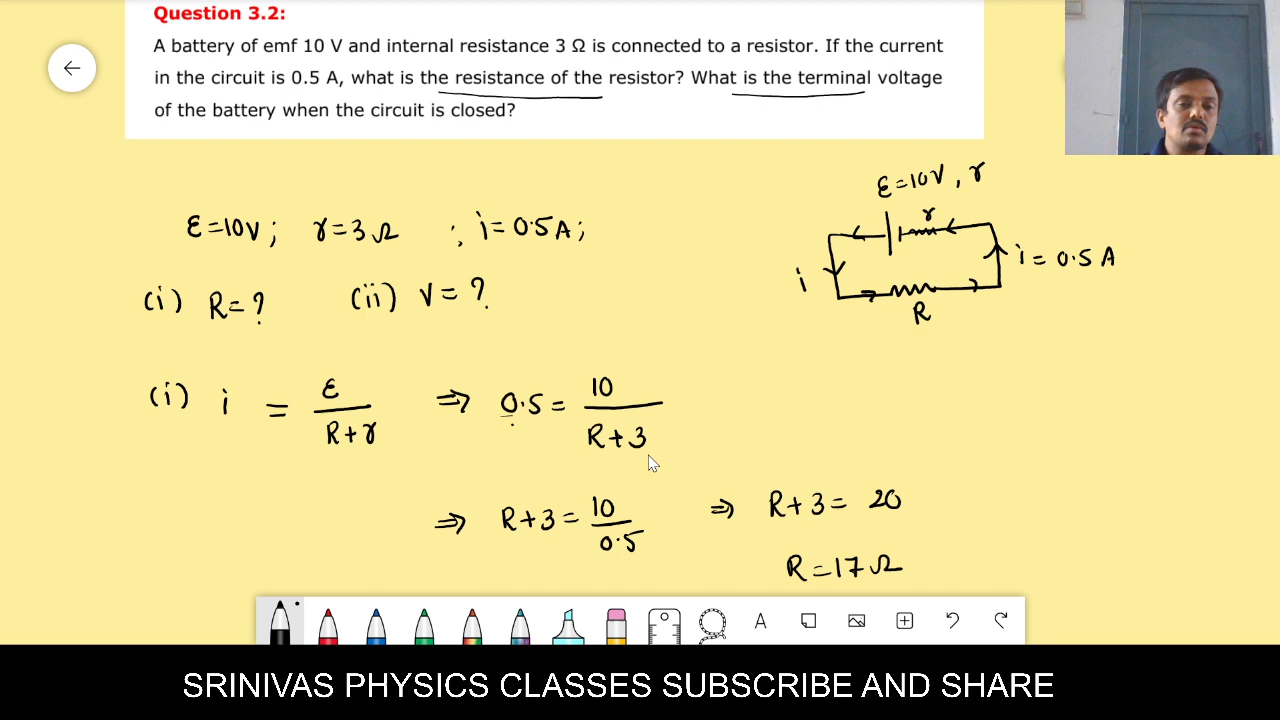 Question 3.2:
A battery of emf 10 V and internal resistance 3 Ω is connected to a resistor. If the current
in the circuit is 0.5 A, what is the resistance of the resistor? What is the terminal voltage
of the battery when the circuit is closed?
ε=10V, r
r
i
i = 0.5 A
R
ε=10V; r=3Ω ; i=0.5A;
(i) R=? (ii) V=?
(i) i = ε/R+r ⇒ 0.5 = 10/R+3
⇒ R+3 = 10/0.5 ⇒ R+3 = 20
R=17Ω
A
SRINIVAS PHYSICS CLASSES SUBSCRIBE AND SHARE